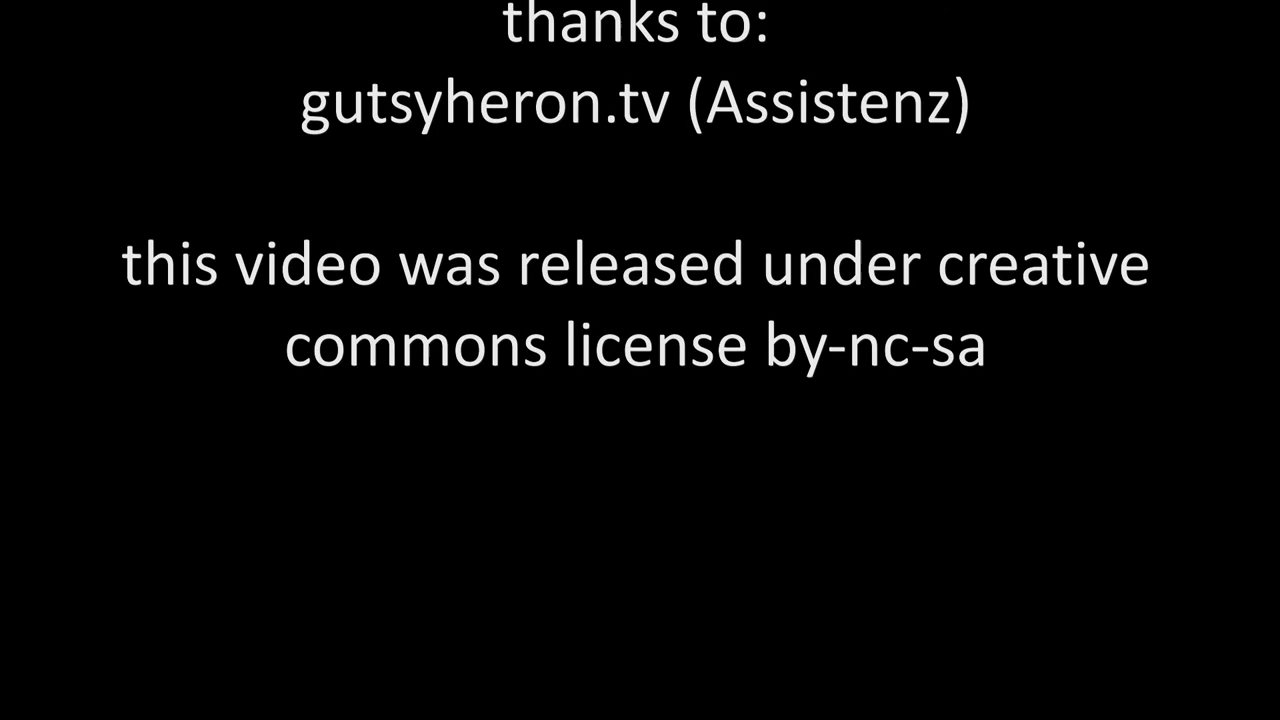 thanks to:
gutsyheron.tv (Assistenz)
this video was released under creative
commons license by-nc-sa